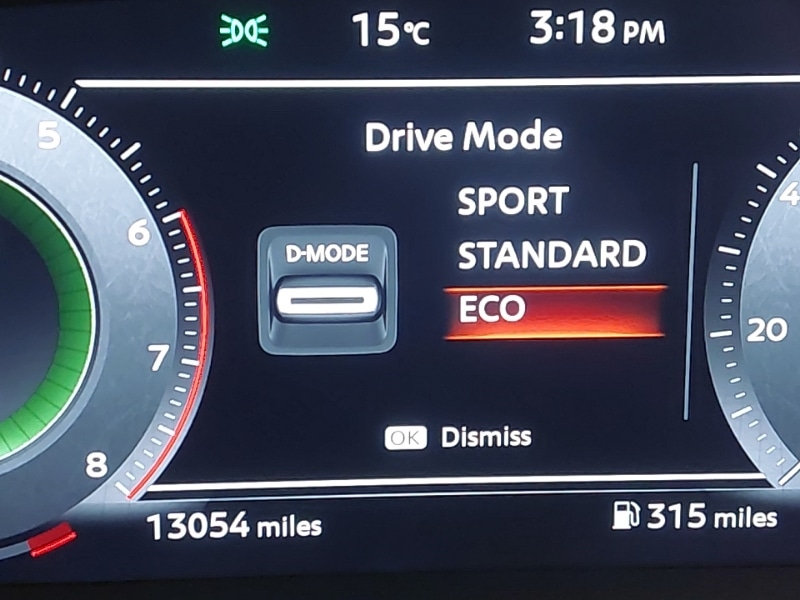 15°C 3:18 PM
Drive Mode
SPORT
D-MODE STANDARD
ECO
OK Dismiss
13054 miles 315 miles
5
6
7
8
4
20